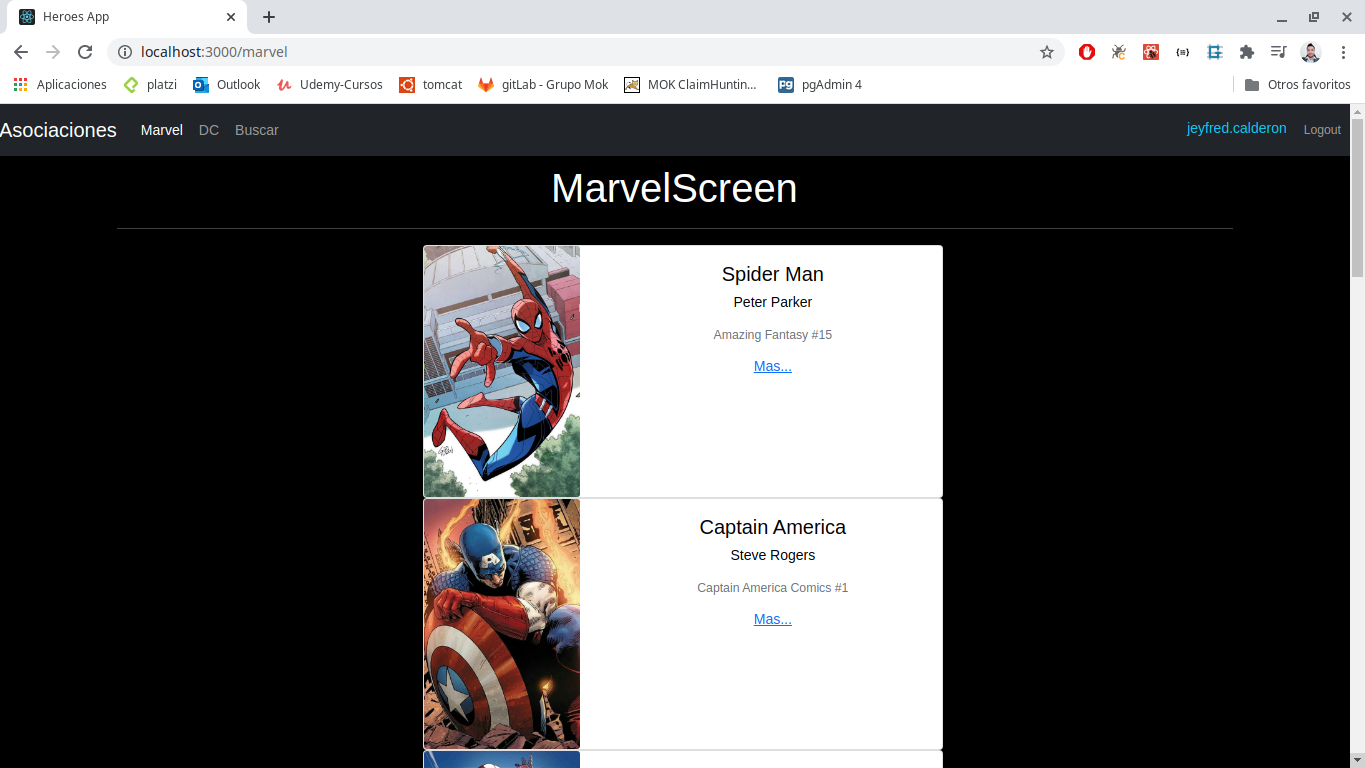 Heroes App
localhost:3000/marvel
Aplicaciones platzi Outlook Udemy-Cursos tomcat gitLab - Grupo Mok MOK ClaimHuntin... pgAdmin 4 Otros favoritos
Asociaciones Marvel DC Buscar jeyfred.calderon Logout
MarvelScreen
Spider Man
Peter Parker
Amazing Fantasy #15
Mas...
Captain America
Steve Rogers
Captain America Comics #1
Mas...